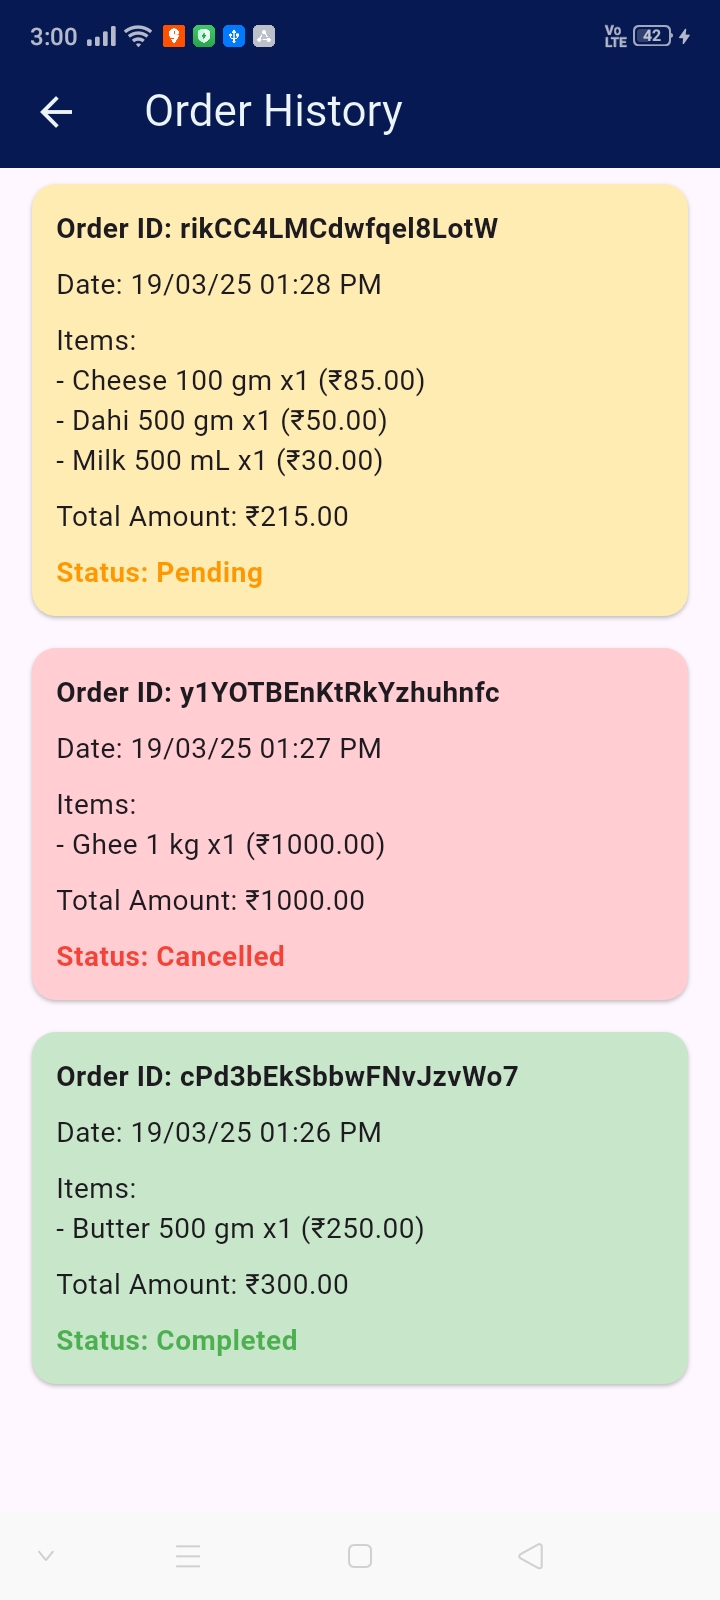 3:00
Vo LTE 42
Order History
Order ID: rikCC4LMCdwfqel8LotW
Date: 19/03/25 01:28 PM
Items:
- Cheese 100 gm x1 (₹85.00)
- Dahi 500 gm x1 (₹50.00)
- Milk 500 mL x1 (₹30.00)
Total Amount: ₹215.00
Status: Pending
Order ID: y1YOTBEnKtRkYzhuhnfc
Date: 19/03/25 01:27 PM
Items:
- Ghee 1 kg x1 (₹1000.00)
Total Amount: ₹1000.00
Status: Cancelled
Order ID: cPd3bEkSbbwFNvJzvWo7
Date: 19/03/25 01:26 PM
Items:
- Butter 500 gm x1 (₹250.00)
Total Amount: ₹300.00
Status: Completed